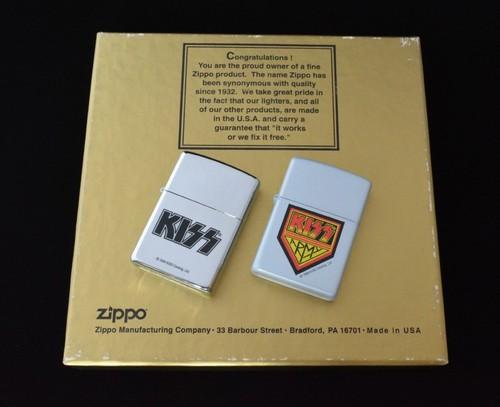 Congratulations !
You are the proud owner of a fine
Zippo product. The name Zippo has
been synonymous with quality
since 1932. We take great pride in
the fact that our lighters, and all
of our other products, are made
in the U.S.A. and carry a
guarantee that "it works
or we fix it free."
KISS
KISS
ARMY
zippo
Zippo Manufacturing Company • 33 Barbour Street • Bradford, PA 16701 • Made in USA